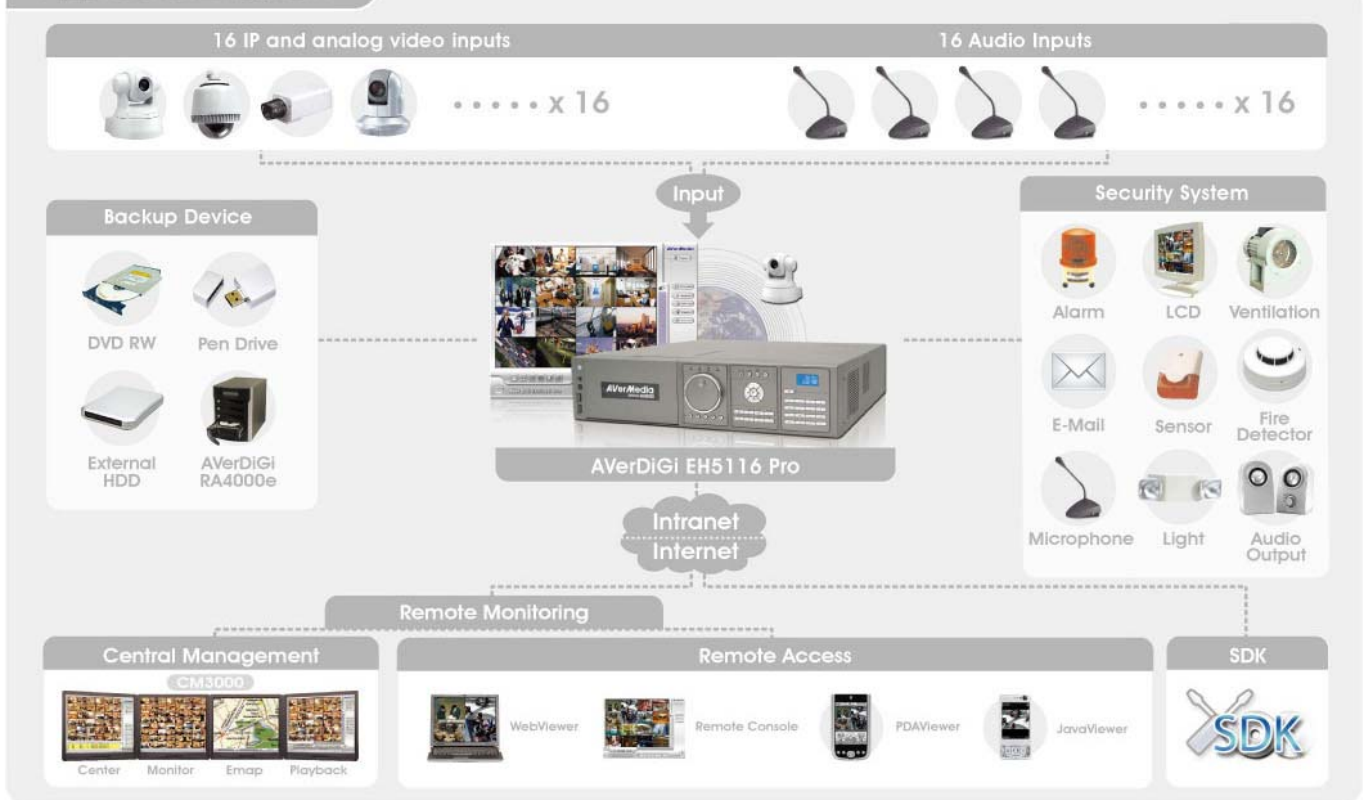 16 IP and analog video inputs
16 Audio Inputs
· · · · · x 16
· · · · · x 16
Input
Backup Device
DVD RW
Pen Drive
External
HDD
AVerDiGi
RA4000e
AVerMedia
AVerMedia
AVerDiGi EH5116 Pro
Security System
Alarm
LCD
Ventilation
E-Mail
Sensor
Fire
Detector
Microphone
Light
Audio
Output
Intranet
Internet
Remote Monitoring
Central Management
CM3000
Center
Monitor
Emap
Playback
Remote Access
WebViewer
Remote Console
PDAViewer
JavaViewer
SDK
SDK